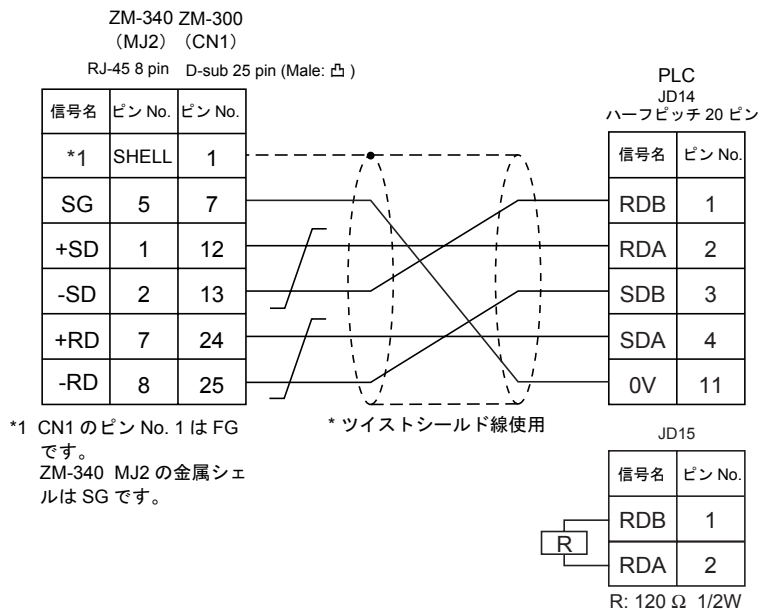 ZM-340 ZM-300
(MJ2) (CN1)
RJ-45 8 pin D-sub 25 pin (Male: 凸 )
信号名 ピン No. ピン No.
*1 SHELL 1
SG 5 7
+SD 1 12
-SD 2 13
+RD 7 24
-RD 8 25
*1 CN1 のピン No. 1 は FG
です。
ZM-340 MJ2 の金属シェ
ルは SG です。
* ツイストシールド線使用
PLC
JD14
ハーフピッチ 20 ピン
信号名 ピン No.
RDB 1
RDA 2
SDB 3
SDA 4
0V 11
JD15
信号名 ピン No.
RDB 1
RDA 2
R
R: 120 Ω 1/2W